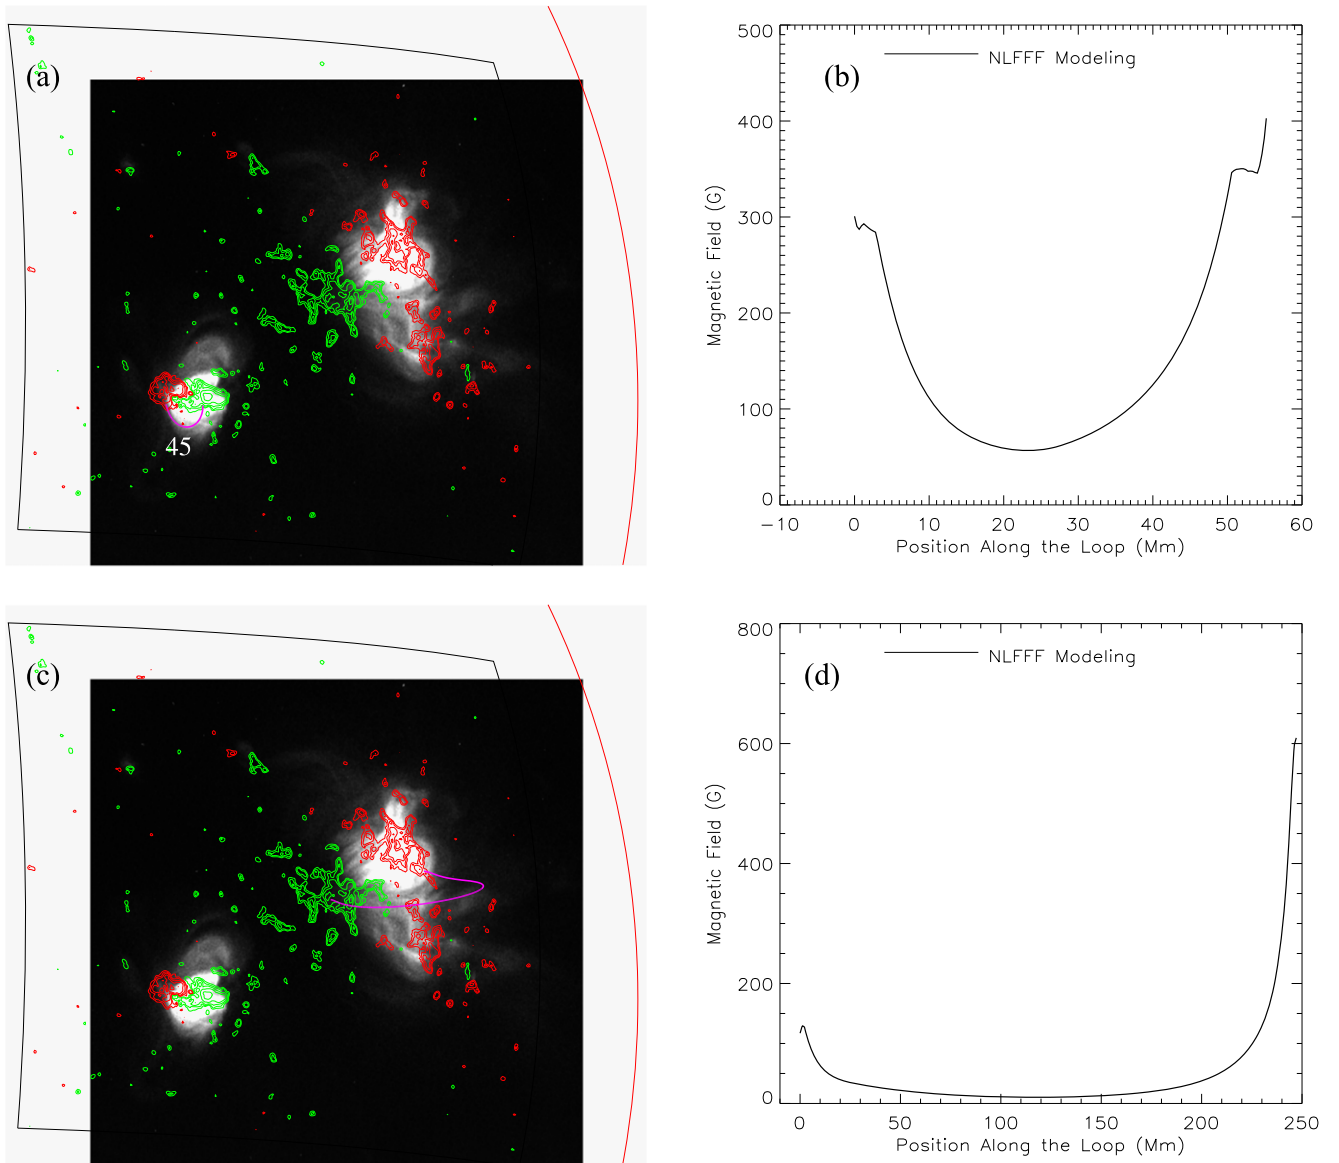 (a)
45
(b)
NLFFF Modeling
Magnetic Field (G)
500
400
300
200
100
0
-10 0 10 20 30 40 50 60
Position Along the Loop (Mm)
(c)
(d)
NLFFF Modeling
Magnetic Field (G)
800
600
400
200
0
0 50 100 150 200 250
Position Along the Loop (Mm)